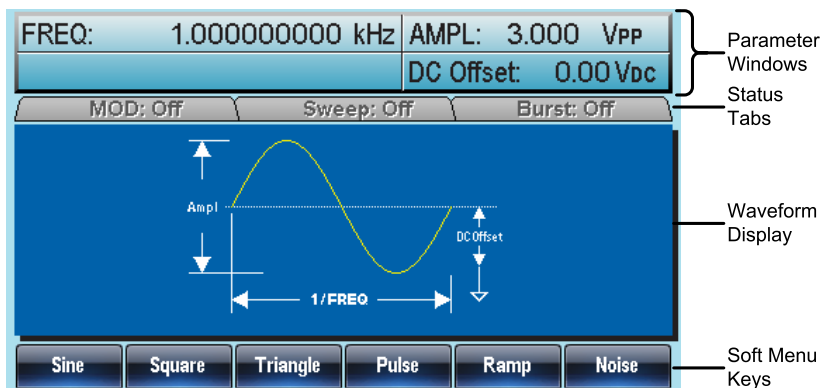 FREQ: 1.000000000 kHz AMPL: 3.000 VPP
DC Offset: 0.00 VDC
MOD: Off Sweep: Off Burst: Off
Ampl
DC Offset
1/FREQ
Sine Square Triangle Pulse Ramp Noise
Parameter
Windows
Status
Tabs
Waveform
Display
Soft Menu
Keys